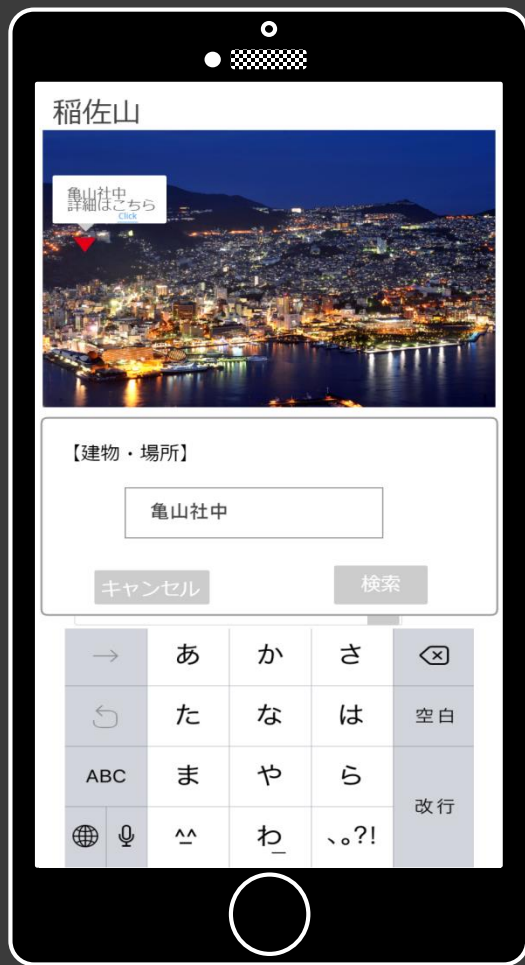 稲佐山
亀山社中
詳細はこちら
Click
【建物・場所】
亀山社中
キャンセル 検索
→ あ か さ
た な は 空白
ABC ま や ら 改行
^^ わ_ 、。?!